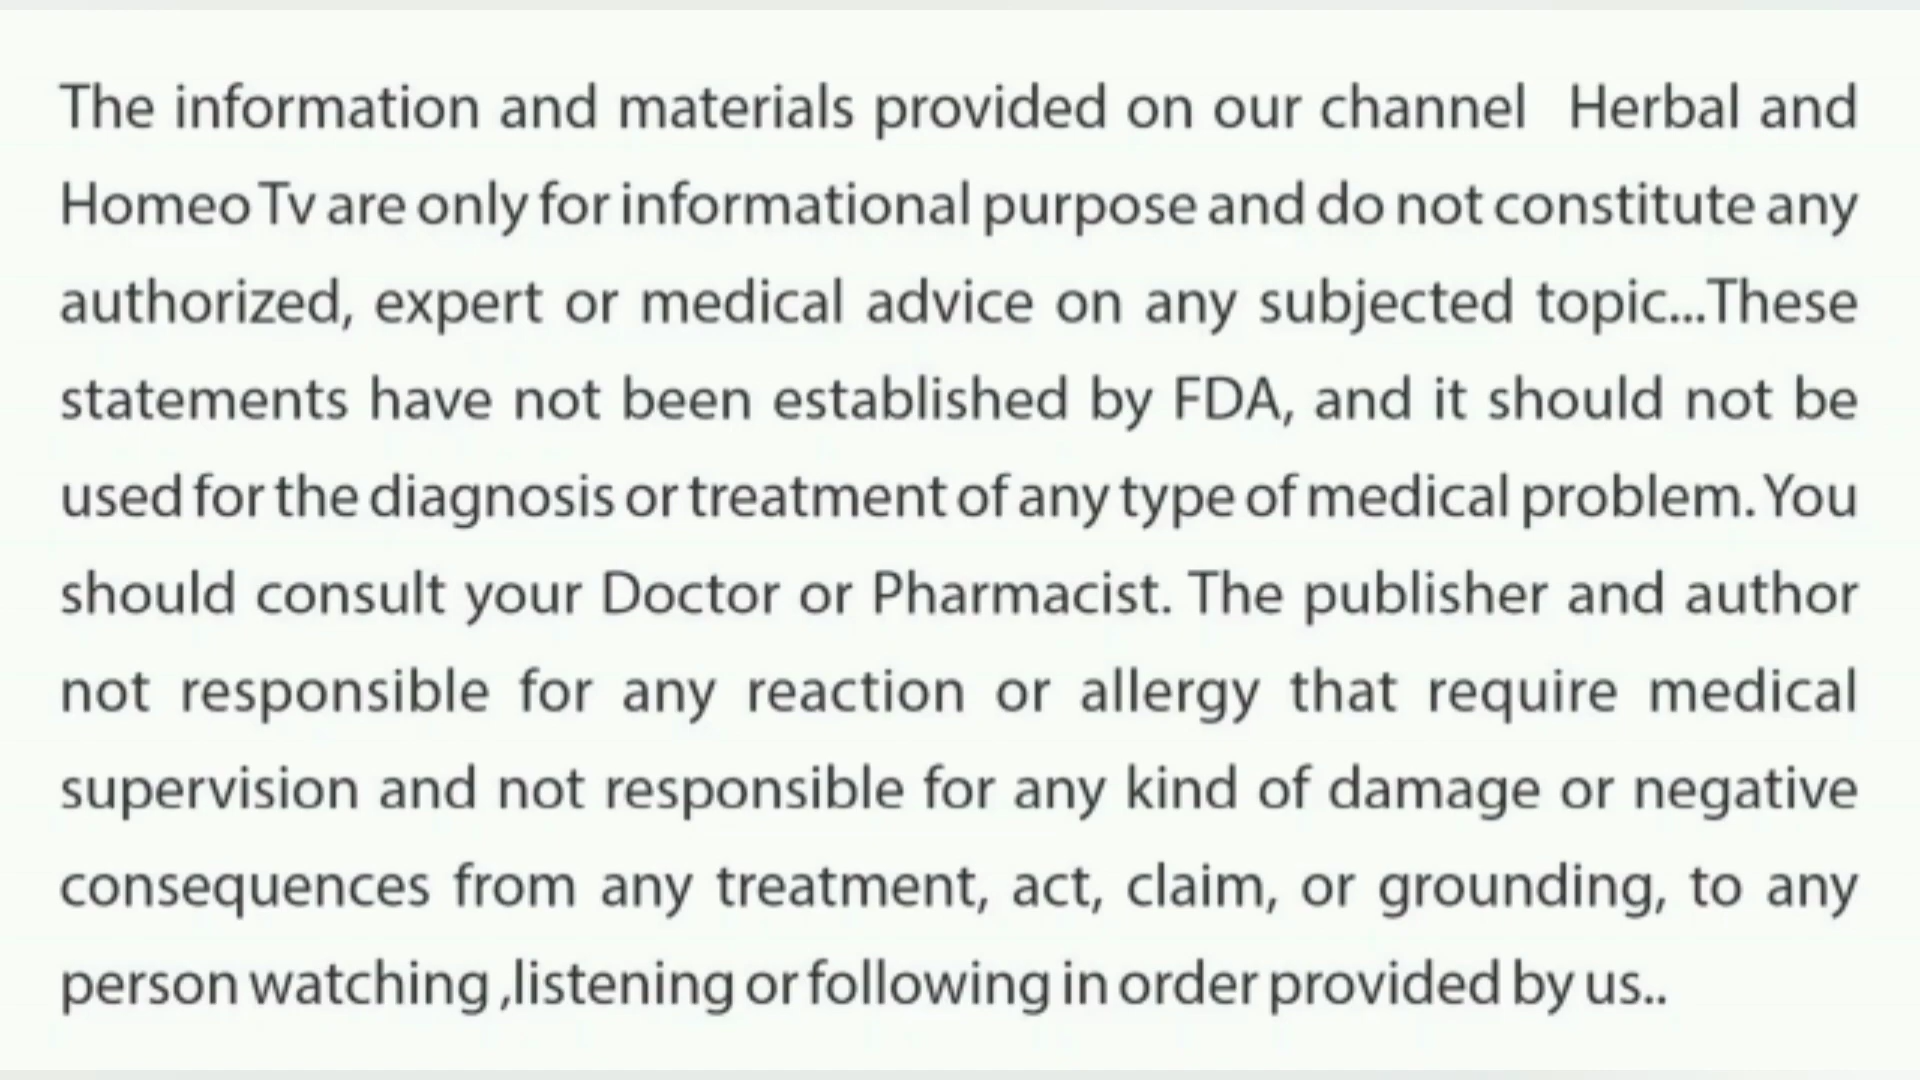 The information and materials provided on our channel Herbal and
Homeo Tv are only for informational purpose and do not constitute any
authorized, expert or medical advice on any subjected topic...These
statements have not been established by FDA, and it should not be
used for the diagnosis or treatment of any type of medical problem. You
should consult your Doctor or Pharmacist. The publisher and author
not responsible for any reaction or allergy that require medical
supervision and not responsible for any kind of damage or negative
consequences from any treatment, act, claim, or grounding, to any
person watching ,listening or following in order provided by us..